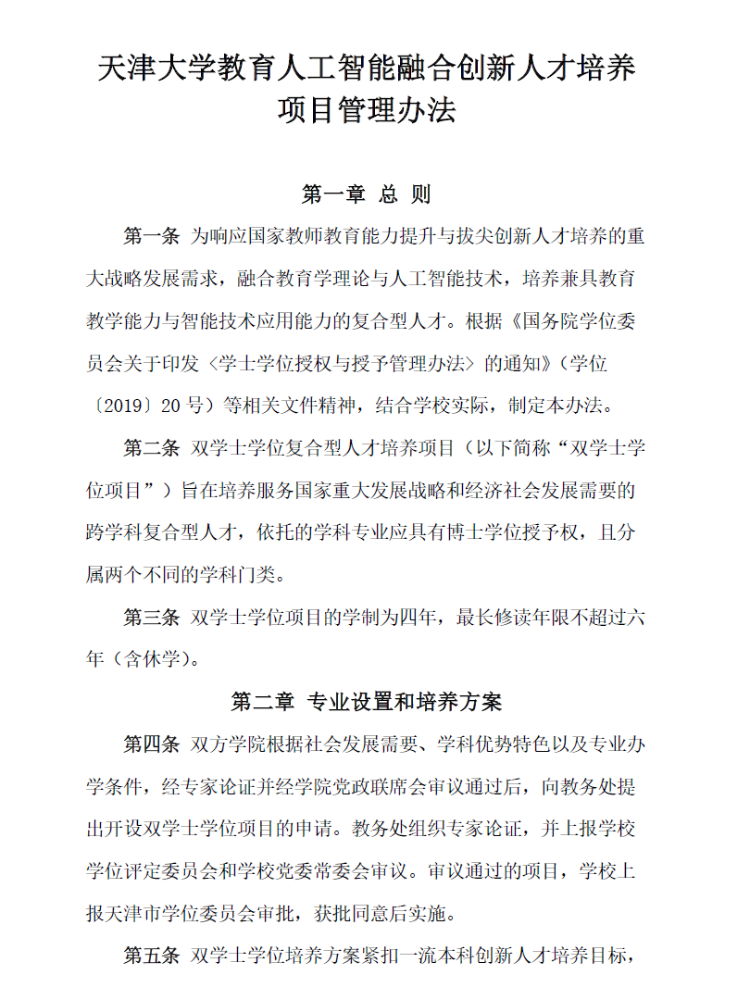 天津大学教育人工智能融合创新人才培养
项目管理办法
第一章 总 则
第一条 为响应国家教师教育能力提升与拔尖创新人才培养的重
大战略发展需求，融合教育学理论与人工智能技术，培养兼具教育
教学能力与智能技术应用能力的复合型人才。根据《国务院学位委
员会关于印发 <学士学位授权与授予管理办法> 的通知》（学位
〔2019〕20 号）等相关文件精神，结合学校实际，制定本办法。
第二条 双学士学位复合型人才培养项目（以下简称“双学士学
位项目”）旨在培养服务国家重大发展战略和经济社会发展需要的
跨学科复合型人才，依托的学科专业应具有博士学位授予权，且分
属两个不同的学科门类。
第三条 双学士学位项目的学制为四年，最长修读年限不超过六
年（含休学）。
第二章 专业设置和培养方案
第四条 双方学院根据社会发展需要、学科优势特色以及专业办
学条件，经专家论证并经学院党政联席会审议通过后，向教务处提
出开设双学士学位项目的申请。教务处组织专家论证，并上报学校
学位评定委员会和学校党委常委会审议。审议通过的项目，学校上
报天津市学位委员会审批，获批同意后实施。
第五条 双学士学位培养方案紧扣一流本科创新人才培养目标，